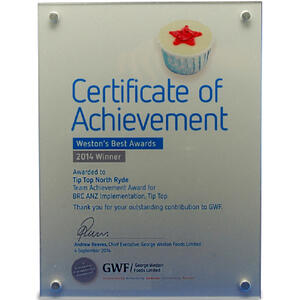 Certificate of
Achievement
Weston's Best Awards
2014 Winner
Awarded to
Tip Top North Ryde
Team Achievement Award for
BRC ANZ Implementation, Tip Top
Thank you for your outstanding contribution to GWF.
Andrew Reeves, Chief Executive George Weston Foods Limited
4 September 2014
GWF
George Weston
Foods Limited